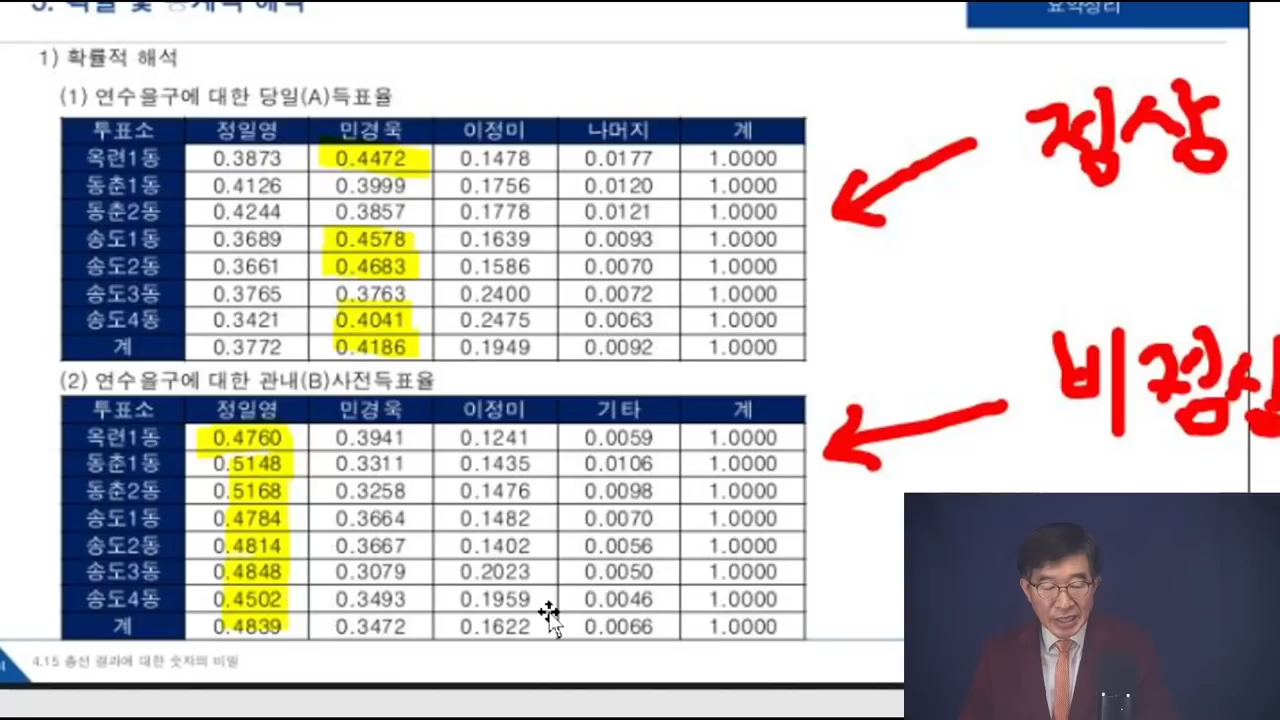 요약정리
1) 확률적 해석
(1) 연수을구에 대한 당일(A)득표율
투표소 정일영 민경욱 이정미 나머지 계
옥련1동 0.3873 0.4472 0.1478 0.0177 1.0000
동춘1동 0.4126 0.3999 0.1756 0.0120 1.0000
동춘2동 0.4244 0.3857 0.1778 0.0121 1.0000
송도1동 0.3689 0.4578 0.1639 0.0093 1.0000
송도2동 0.3661 0.4683 0.1586 0.0070 1.0000
송도3동 0.3765 0.3763 0.2400 0.0072 1.0000
송도4동 0.3421 0.4041 0.2475 0.0063 1.0000
계 0.3772 0.4186 0.1949 0.0092 1.0000
정상
(2) 연수을구에 대한 관내(B)사전득표율
투표소 정일영 민경욱 이정미 기타 계
옥련1동 0.4760 0.3941 0.1241 0.0059 1.0000
동춘1동 0.5148 0.3311 0.1435 0.0106 1.0000
동춘2동 0.5168 0.3258 0.1476 0.0098 1.0000
송도1동 0.4784 0.3664 0.1482 0.0070 1.0000
송도2동 0.4814 0.3667 0.1402 0.0056 1.0000
송도3동 0.4848 0.3079 0.2023 0.0050 1.0000
송도4동 0.4502 0.3493 0.1959 0.0046 1.0000
계 0.4839 0.3472 0.1622 0.0066 1.0000
비정상
4.15 총선 결과에 대한 숫자의 비밀